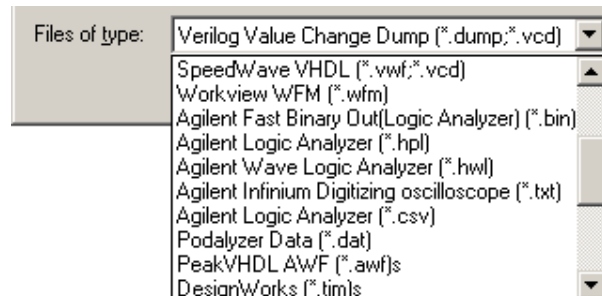 Files of type:
Verilog Value Change Dump (*.dump;*.vcd)
SpeedWave VHDL (*.vwf;*.vcd)
Workview WFM (*.wfm)
Agilent Fast Binary Out(Logic Analyzer) (*.bin)
Agilent Logic Analyzer (*.hpl)
Agilent Wave Logic Analyzer (*.hwl)
Agilent Infinium Digitizing oscilloscope (*.txt)
Agilent Logic Analyzer (*.csv)
Podalyzer Data (*.dat)
PeakVHDL AWF (*.awf)s
DesignWorks (*.tim)s